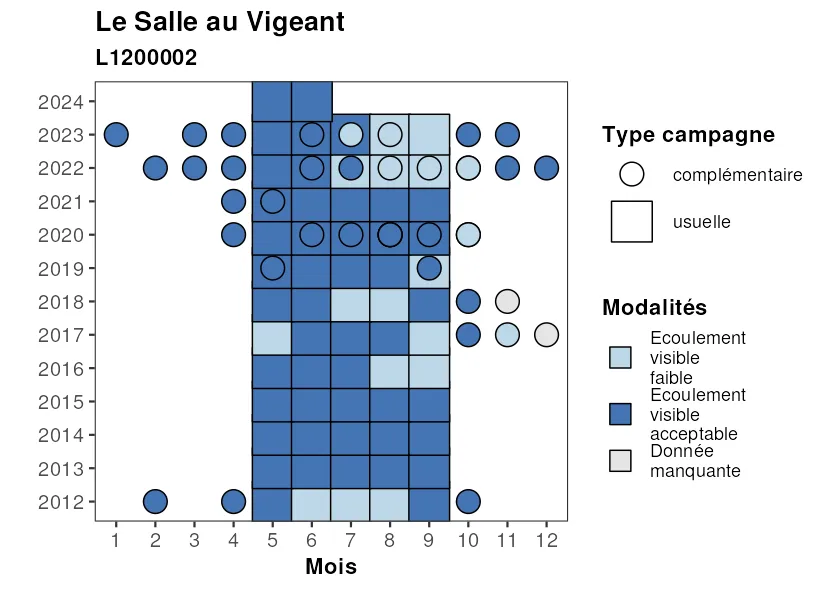 Le Salle au Vigeant
L1200002
2024
2023
2022
2021
2020
2019
2018
2017
2016
2015
2014
2013
2012
1 2 3 4 5 6 7 8 9 10 11 12
Mois
Type campagne
complémentaire
usuelle
Modalités
Ecoulement
visible
faible
Ecoulement
visible
acceptable
Donnée
manquante